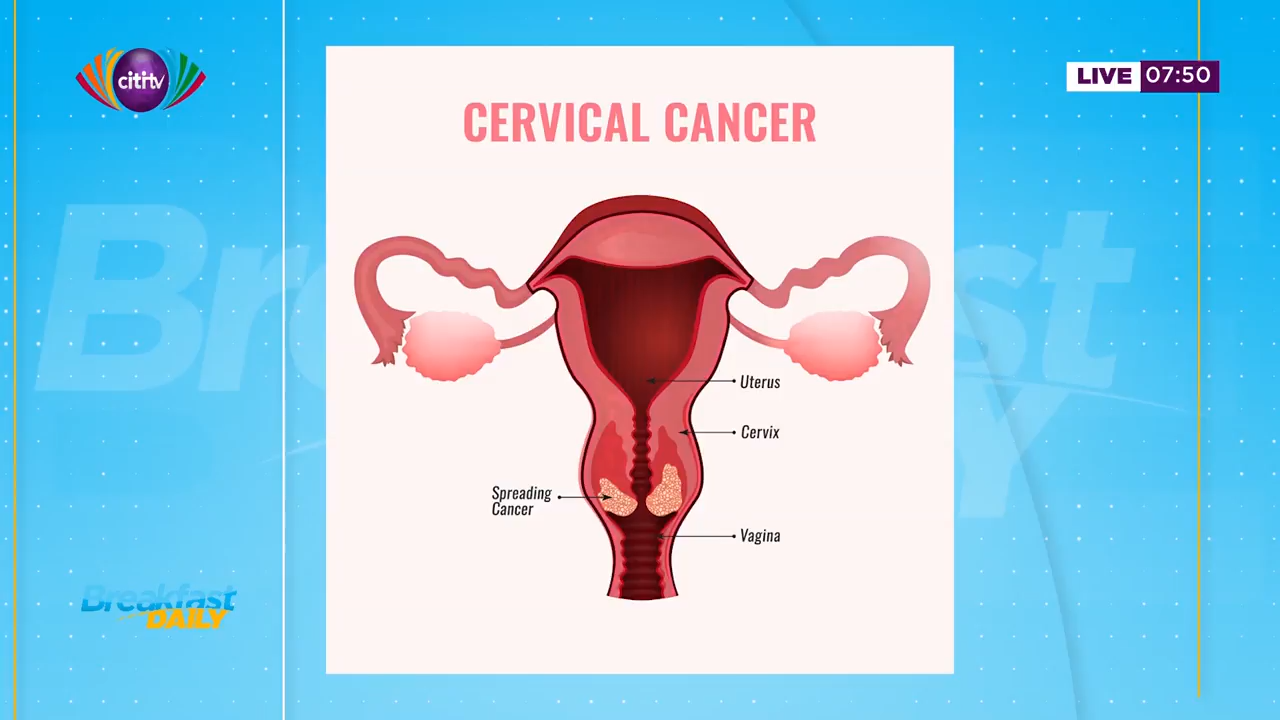 citi tv
LIVE 07:50
CERVICAL CANCER
Uterus
Cervix
Spreading
Cancer
Vagina
Breakfast
DAILY